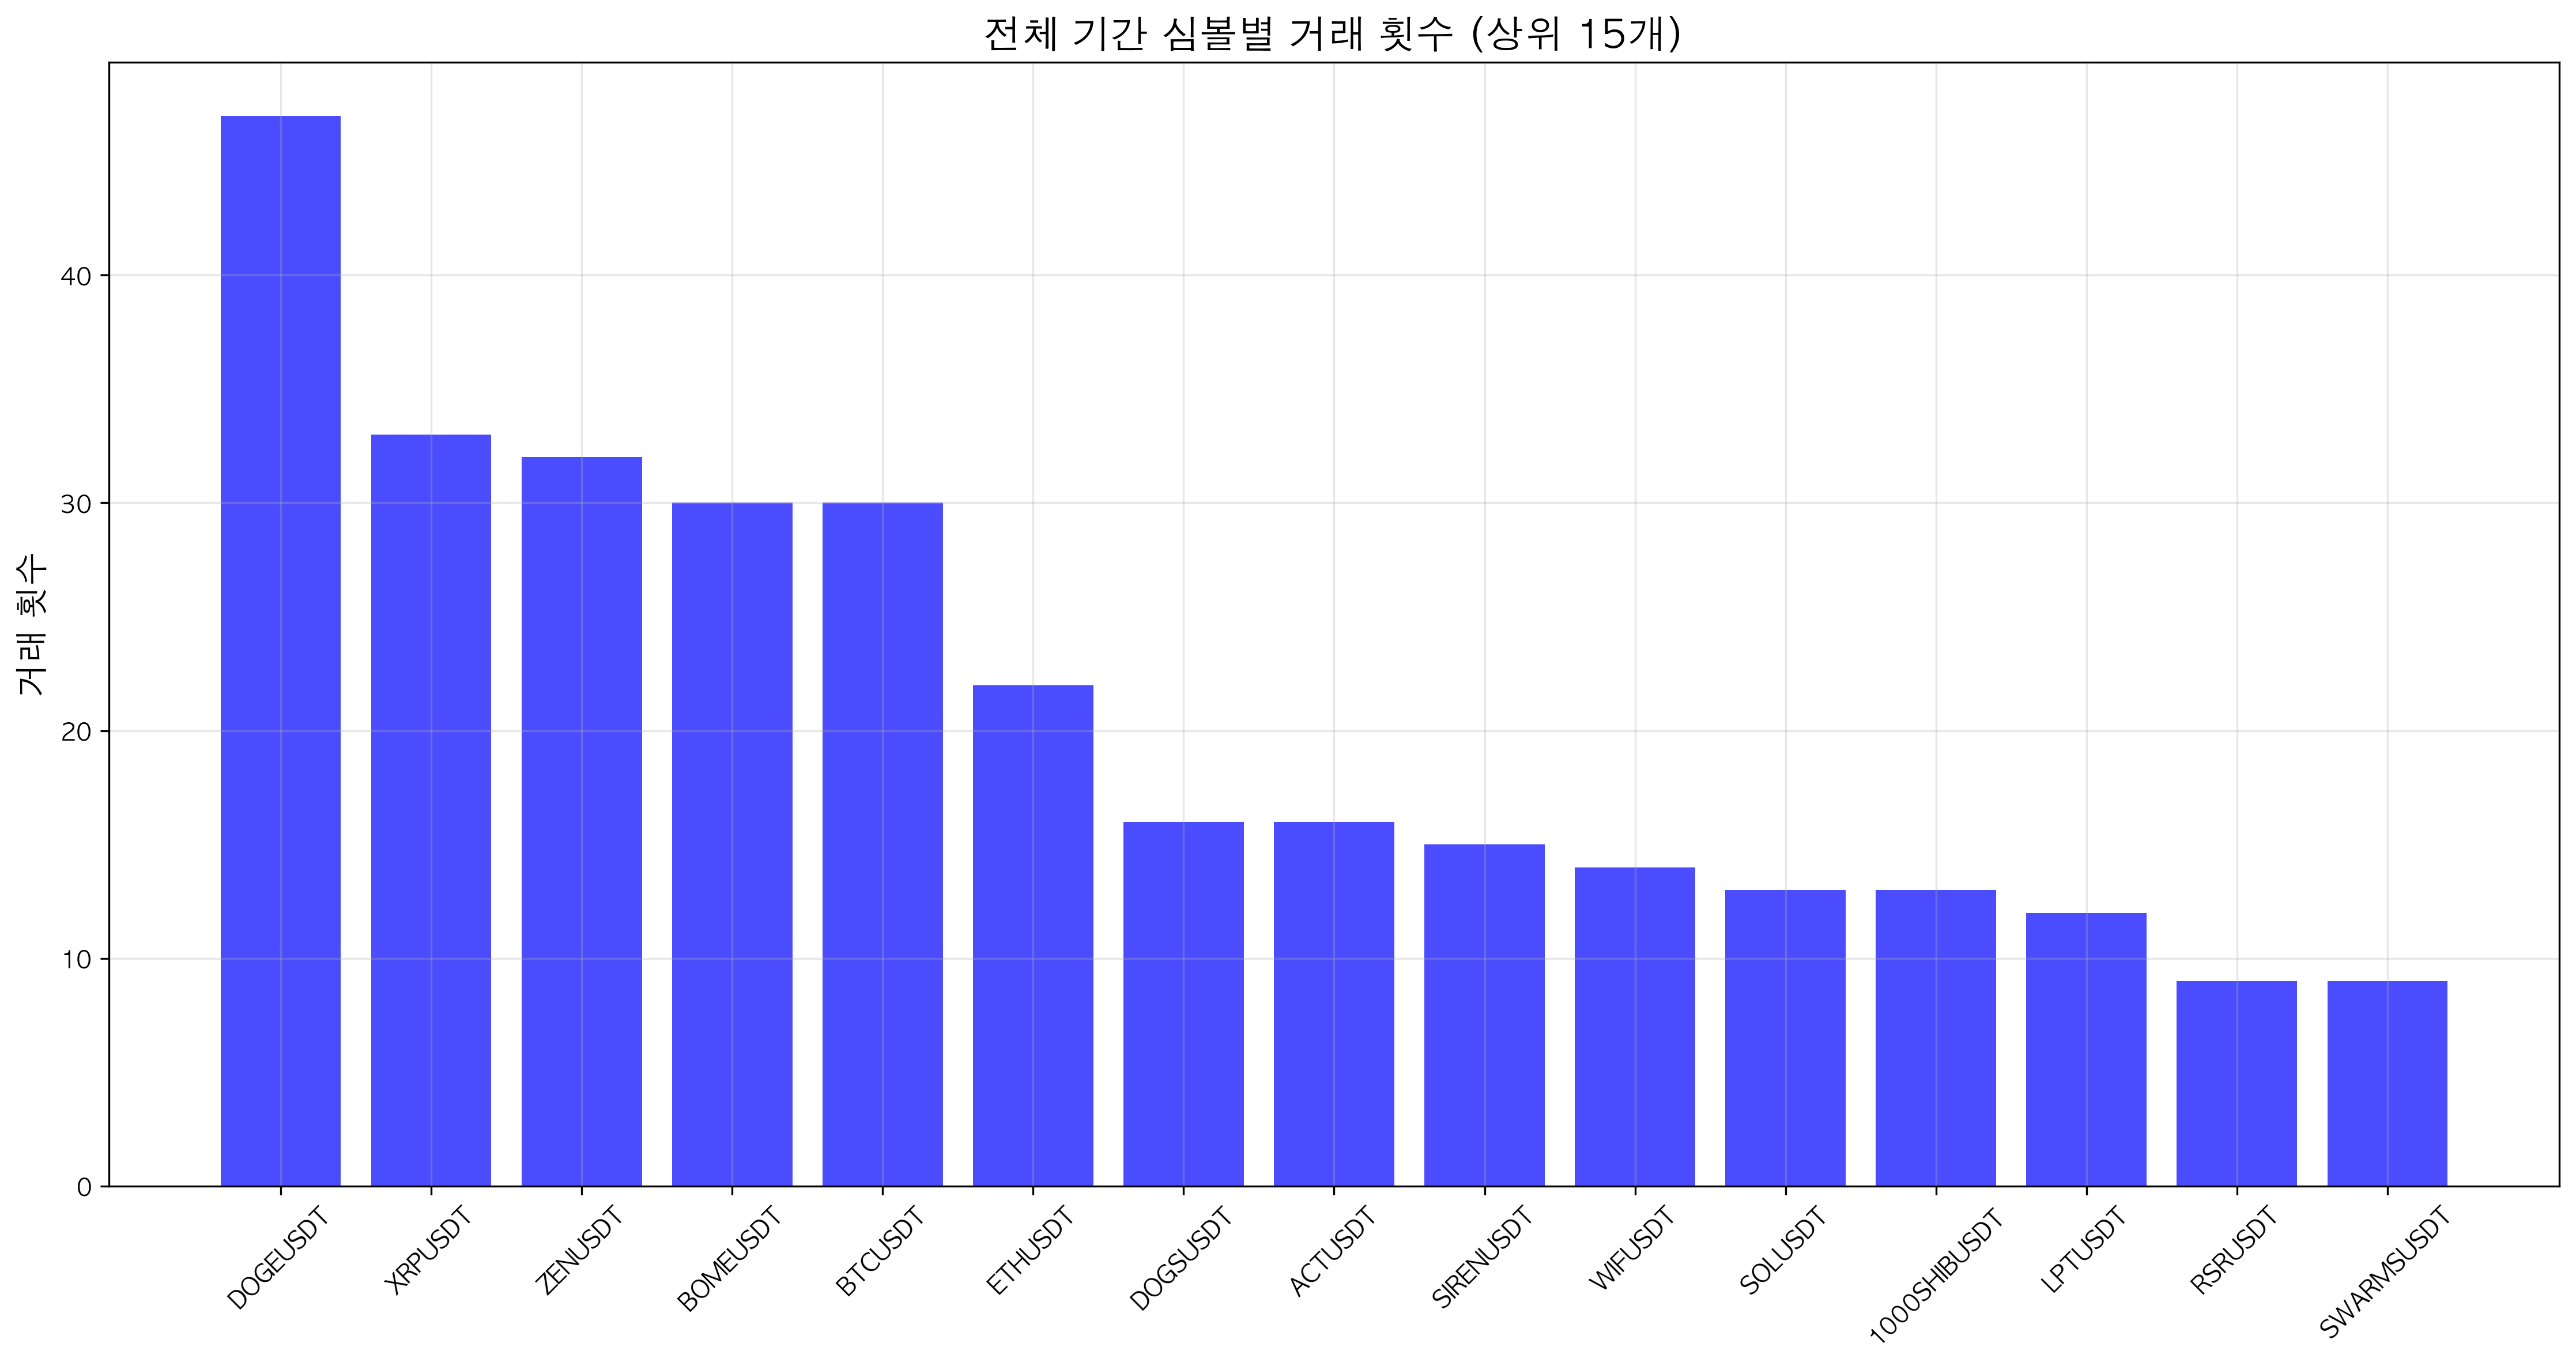 전체 기간 심볼별 거래 횟수 (상위 15개)
거래 횟수
40
30
20
10
0
DOGEUSDT
XRPUSDT
ZENUSDT
BOMEUSDT
BTCUSDT
ETHUSDT
DOGSUSDT
ACTUSDT
SIRENUSDT
WIFUSDT
SOLUSDT
1000SHIBUSDT
LPTUSDT
RSRUSDT
SWARMSUSDT